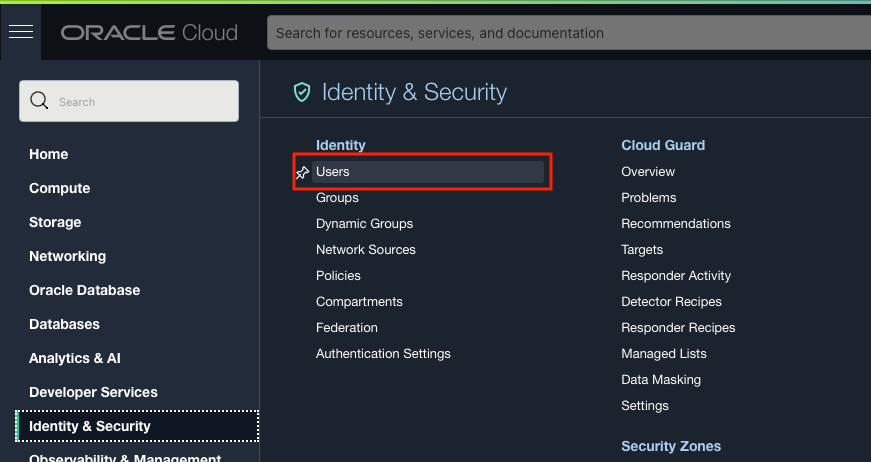 ORACLE Cloud
Search for resources, services, and documentation
Search
Home
Compute
Storage
Networking
Oracle Database
Databases
Analytics & AI
Developer Services
Identity & Security
Observability & Management
Identity & Security
Identity
Users
Groups
Dynamic Groups
Network Sources
Policies
Compartments
Federation
Authentication Settings
Cloud Guard
Overview
Problems
Recommendations
Targets
Responder Activity
Detector Recipes
Responder Recipes
Managed Lists
Data Masking
Settings
Security Zones